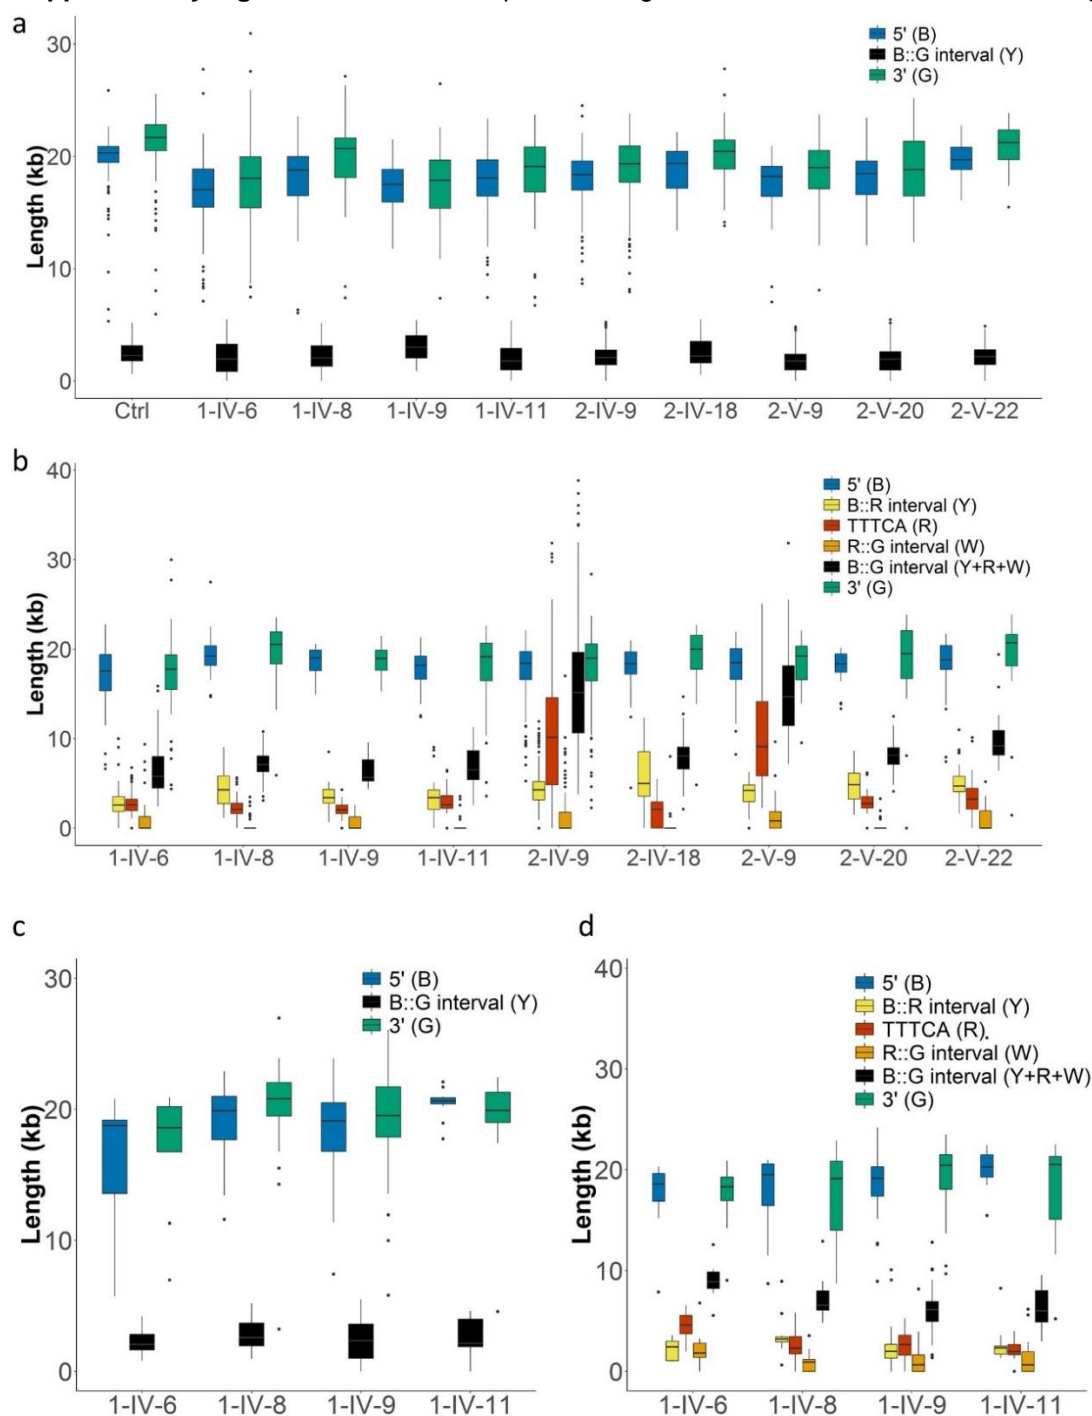 a
30
20
10
0
Length (kb)
5' (B)
B::G interval (Y)
3' (G)
Ctrl 1-IV-6 1-IV-8 1-IV-9 1-IV-11 2-IV-9 2-IV-18 2-V-9 2-V-20 2-V-22
b
40
30
20
10
0
Length (kb)
5' (B)
B::R interval (Y)
TTTCA (R)
R::G interval (W)
B::G interval (Y+R+W)
3' (G)
1-IV-6 1-IV-8 1-IV-9 1-IV-11 2-IV-9 2-IV-18 2-V-9 2-V-20 2-V-22
c
30
20
10
0
Length (kb)
5' (B)
B::G interval (Y)
3' (G)
1-IV-6 1-IV-8 1-IV-9 1-IV-11
d
40
30
20
10
0
Length (kb)
5' (B)
B::R interval (Y)
TTTCA (R)
R::G interval (W)
B::G interval (Y+R+W)
3' (G)
1-IV-6 1-IV-8 1-IV-9 1-IV-11